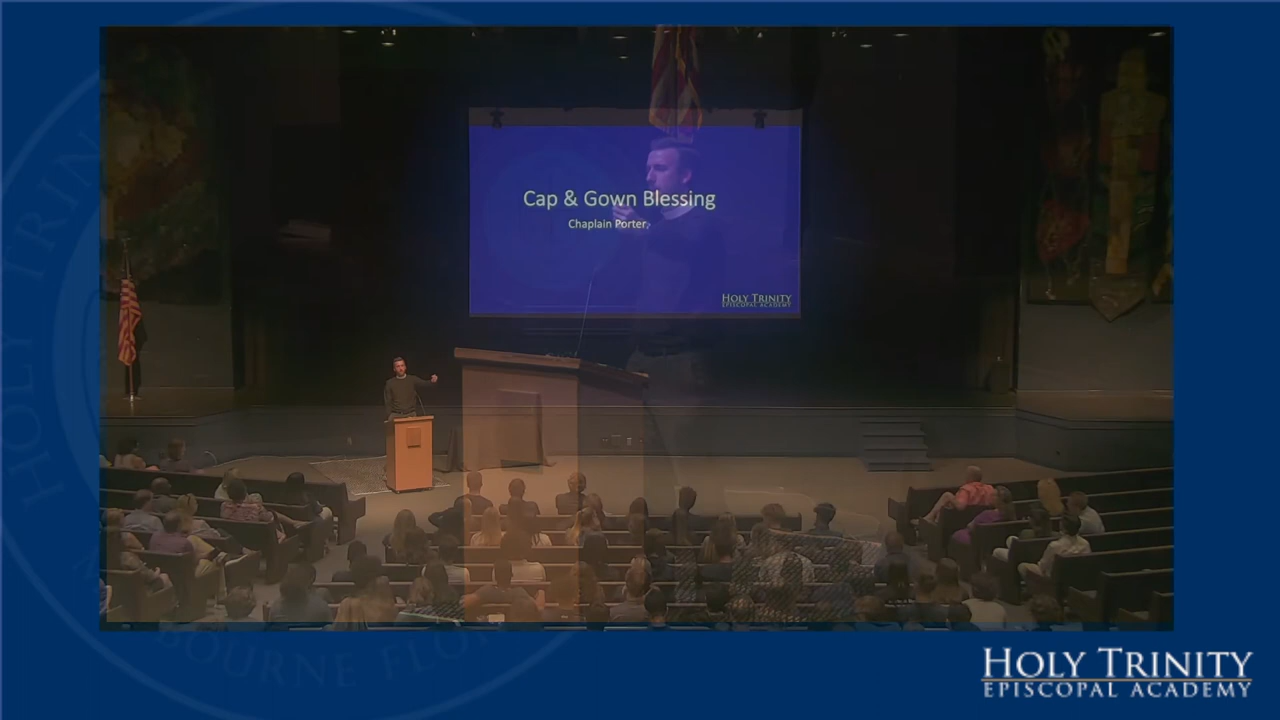 Cap & Gown Blessing
Chaplain Porter
HOLY TRINITY
EPISCOPAL ACADEMY
HOLY TRINITY
EPISCOPAL ACADEMY